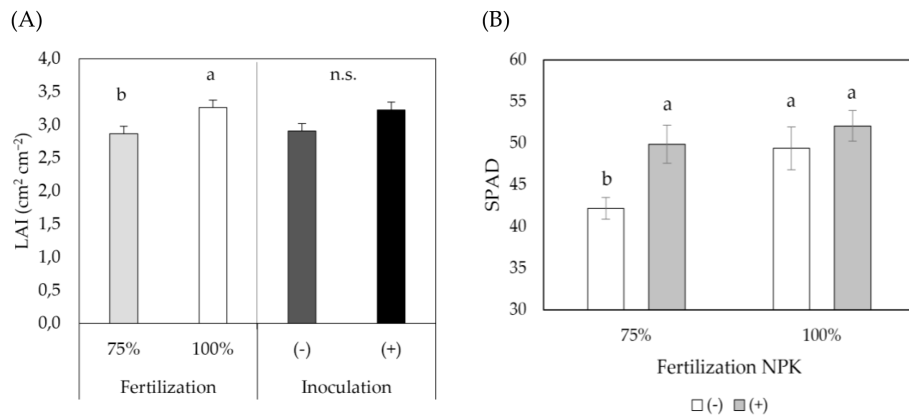 (A)
4,0
3,5
3,0
2,5
2,0
1,5
1,0
0,5
0,0
LAI (cm² cm⁻²)
b
a
n.s.
75% 100% (-) (+)
Fertilization Inoculation
(B)
60
55
50
45
40
35
30
SPAD
b
a
a
a
75% 100%
Fertilization NPK
(-) (+)